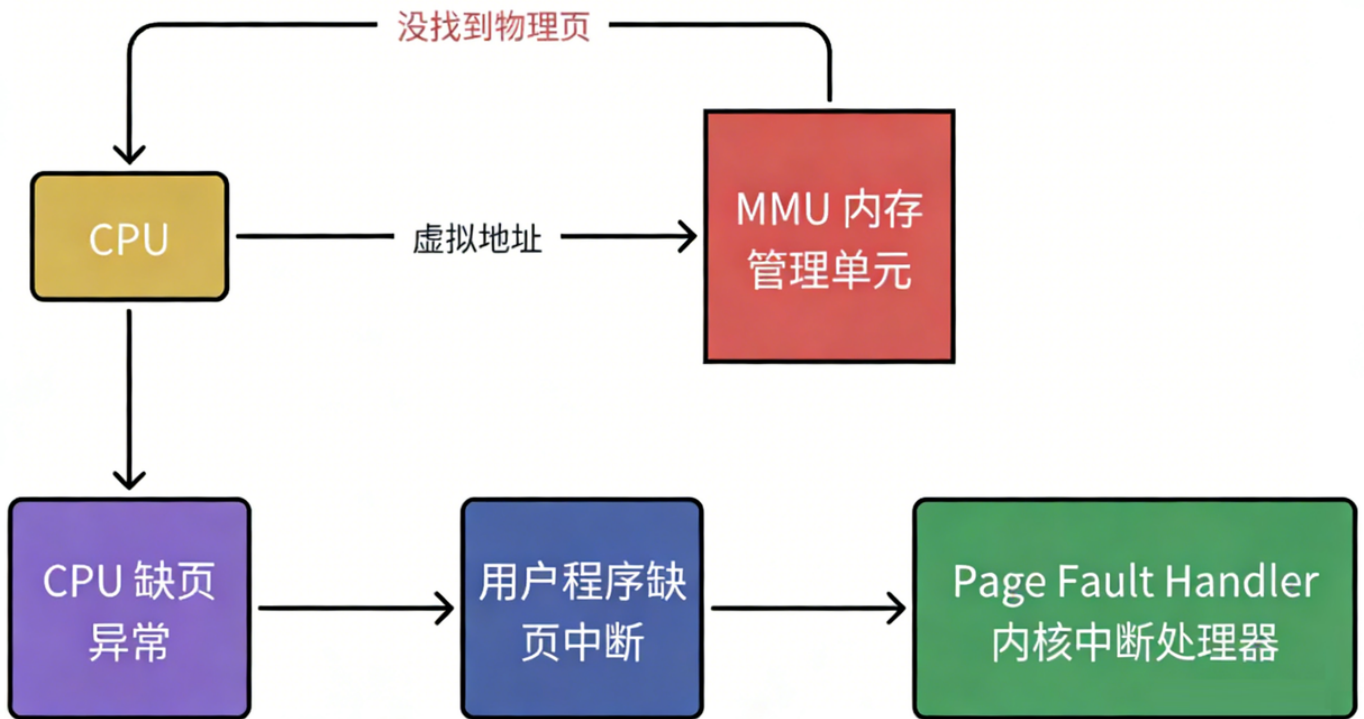 没找到物理页
CPU
虚拟地址
MMU 内存
管理单元
CPU 缺页
异常
用户程序缺
页中断
Page Fault Handler
内核中断处理器